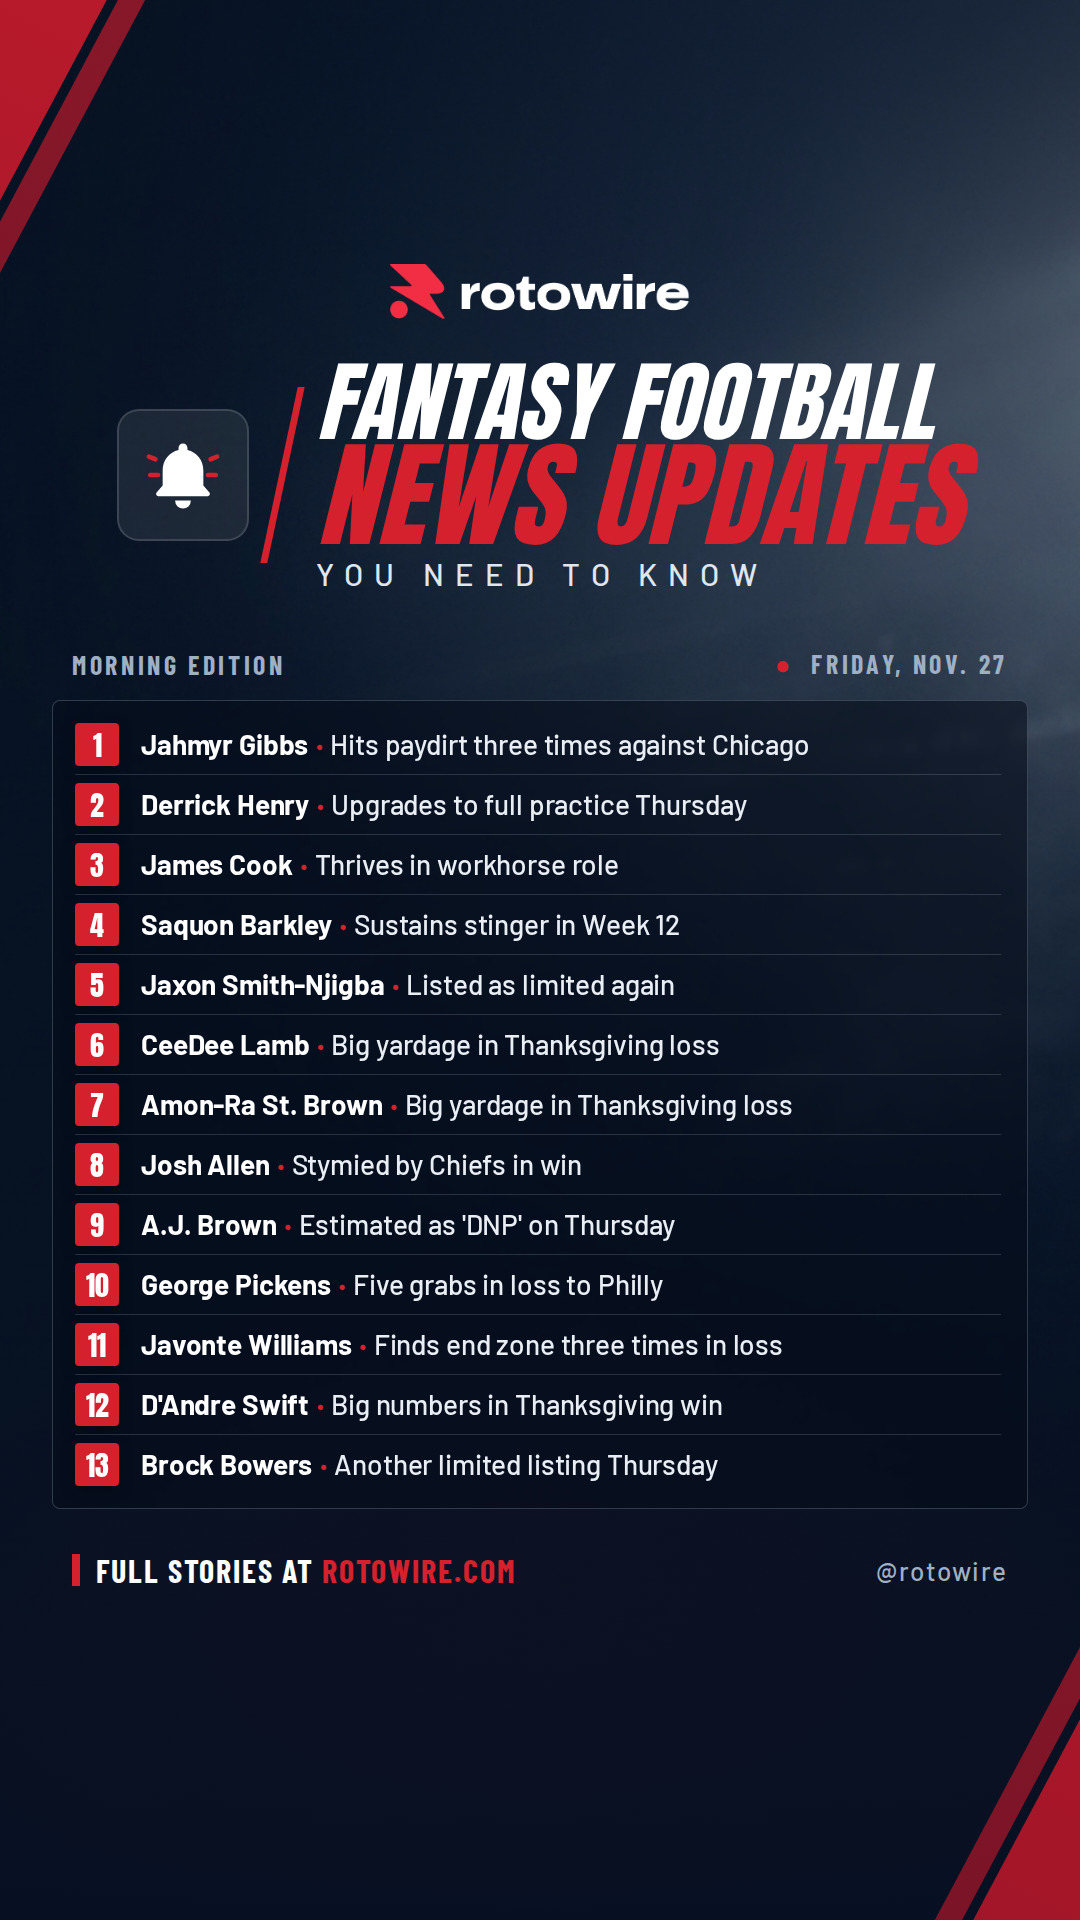 rotowire
FANTASY FOOTBALL
NEWS UPDATES
YOU NEED TO KNOW
MORNING EDITION
• FRIDAY, NOV. 27
1 Jahmyr Gibbs • Hits paydirt three times against Chicago
2 Derrick Henry • Upgrades to full practice Thursday
3 James Cook • Thrives in workhorse role
4 Saquon Barkley • Sustains stinger in Week 12
5 Jaxon Smith-Njigba • Listed as limited again
6 CeeDee Lamb • Big yardage in Thanksgiving loss
7 Amon-Ra St. Brown • Big yardage in Thanksgiving loss
8 Josh Allen • Stymied by Chiefs in win
9 A.J. Brown • Estimated as 'DNP' on Thursday
10 George Pickens • Five grabs in loss to Philly
11 Javonte Williams • Finds end zone three times in loss
12 D'Andre Swift • Big numbers in Thanksgiving win
13 Brock Bowers • Another limited listing Thursday
FULL STORIES AT ROTOWIRE.COM
@rotowire